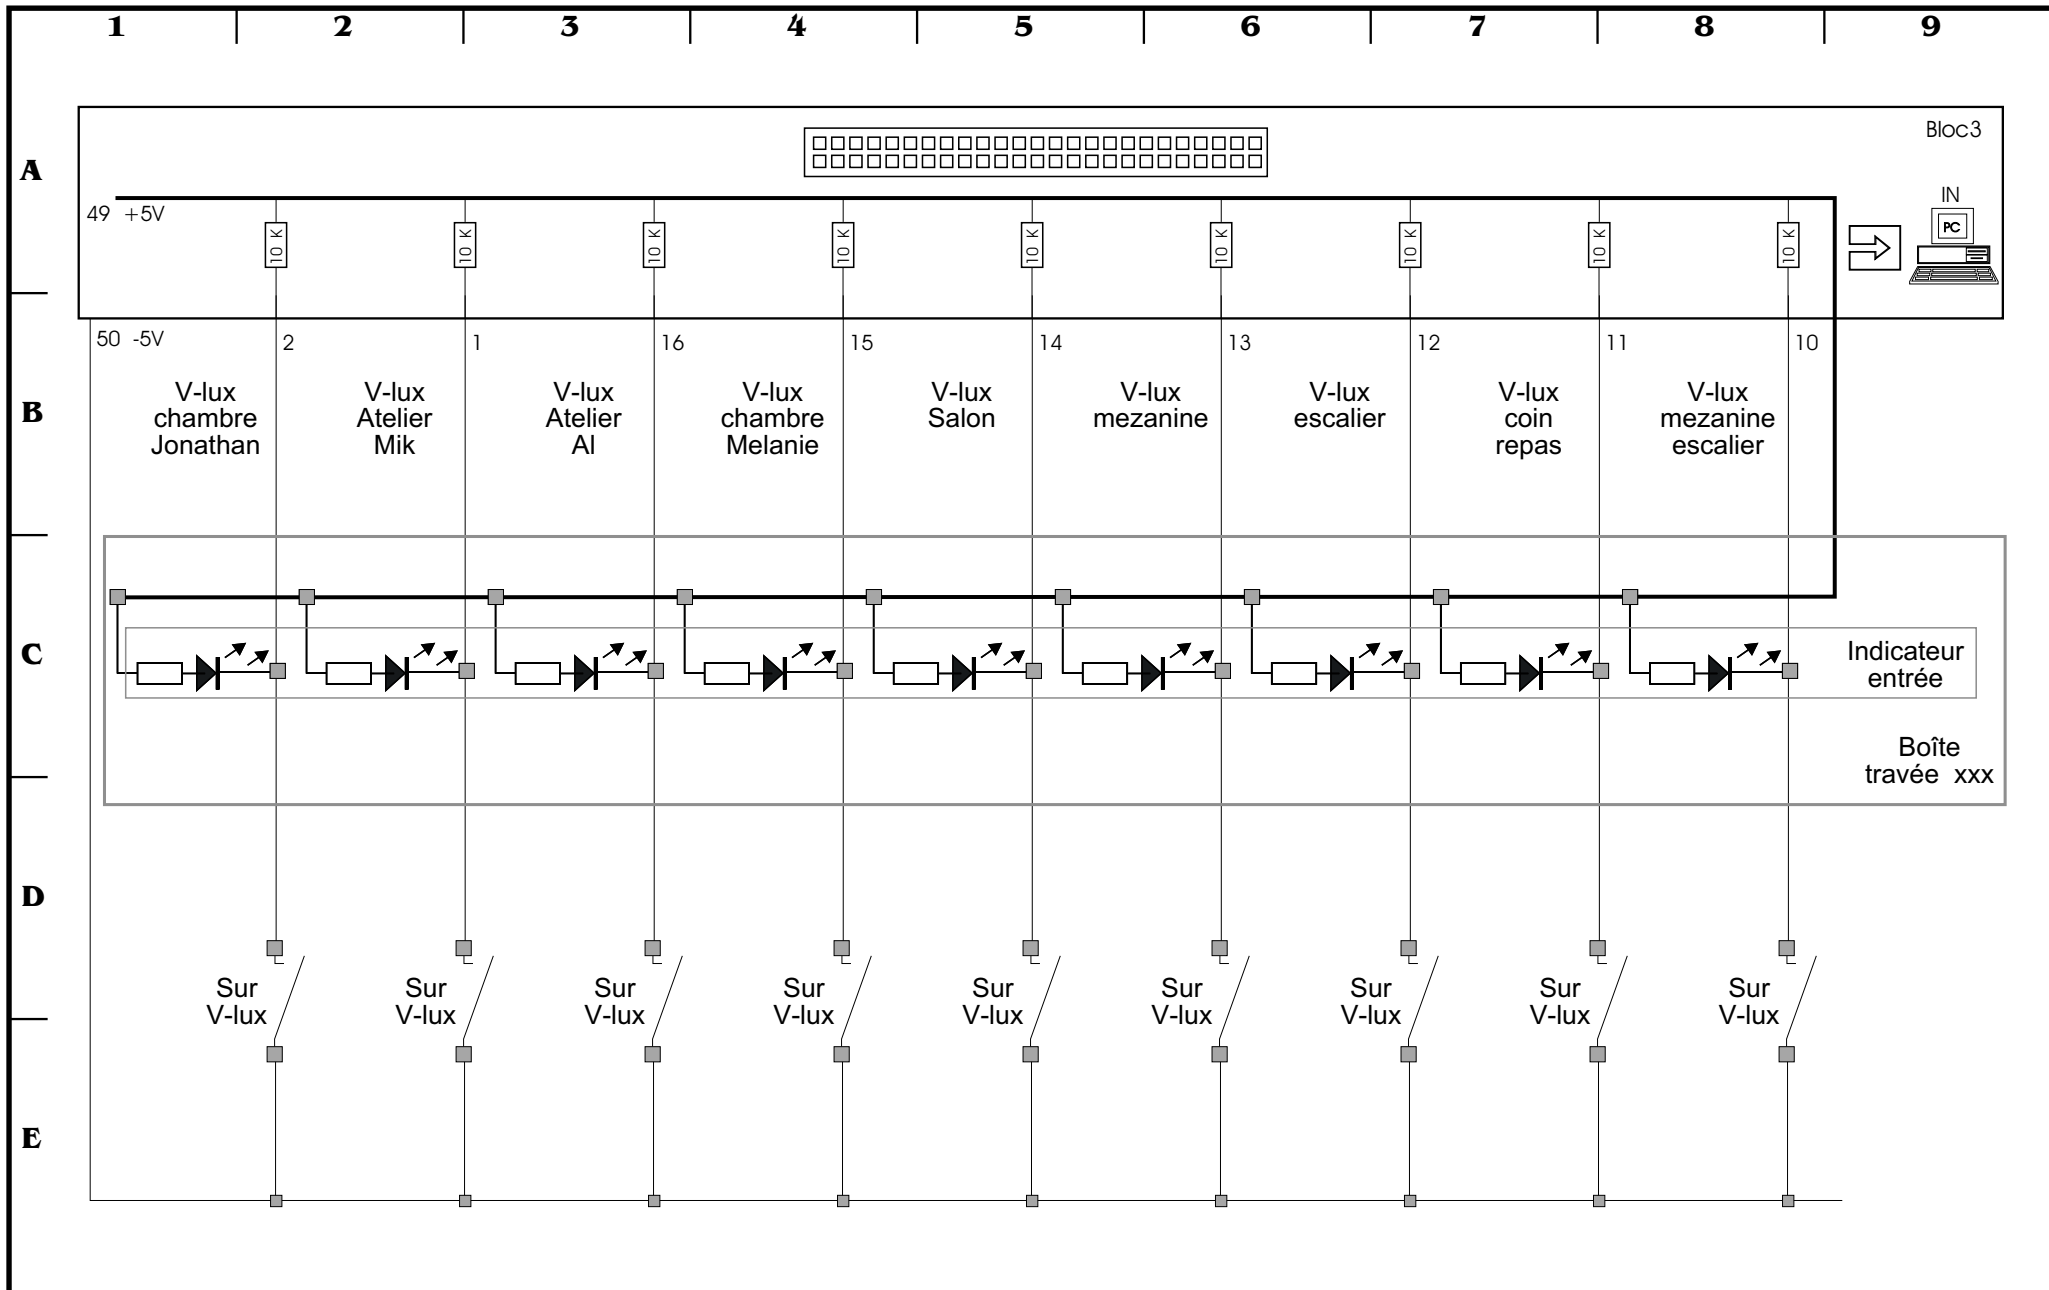 1 2 3 4 5 6 7 8 9
A
Bloc3
49 +5V
IN
PC
10 K 10 K 10 K 10 K 10 K 10 K 10 K 10 K 10 K
50 -5V
2 1 16 15 14 13 12 11 10
B
V-lux
chambre
Jonathan
V-lux
Atelier
Mik
V-lux
Atelier
Al
V-lux
chambre
Melanie
V-lux
Salon
V-lux
mezanine
V-lux
escalier
V-lux
coin
repas
V-lux
mezanine
escalier
C
Indicateur
entrée
Boîte
travée xxx
D
Sur
V-lux
Sur
V-lux
Sur
V-lux
Sur
V-lux
Sur
V-lux
Sur
V-lux
Sur
V-lux
Sur
V-lux
Sur
V-lux
E